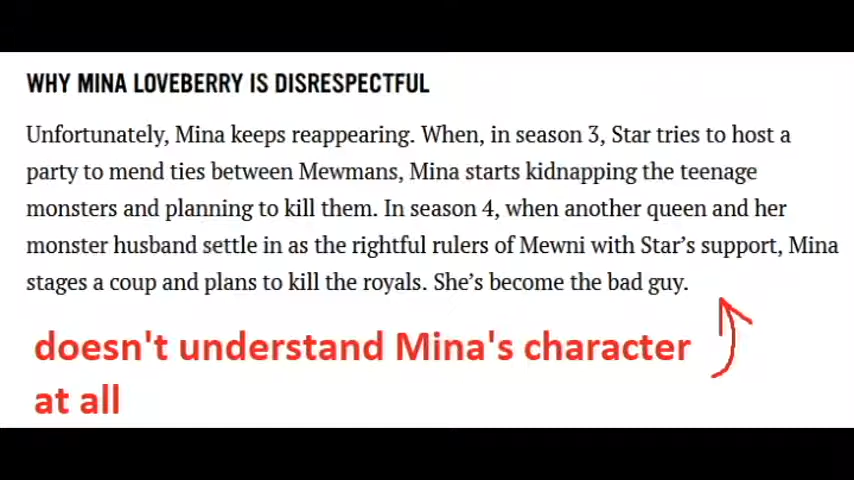 WHY MINA LOVEBERRY IS DISRESPECTFUL
Unfortunately, Mina keeps reappearing. When, in season 3, Star tries to host a
party to mend ties between Mewmans, Mina starts kidnapping the teenage
monsters and planning to kill them. In season 4, when another queen and her
monster husband settle in as the rightful rulers of Mewni with Star's support, Mina
stages a coup and plans to kill the royals. She's become the bad guy.
doesn't understand Mina's character
at all